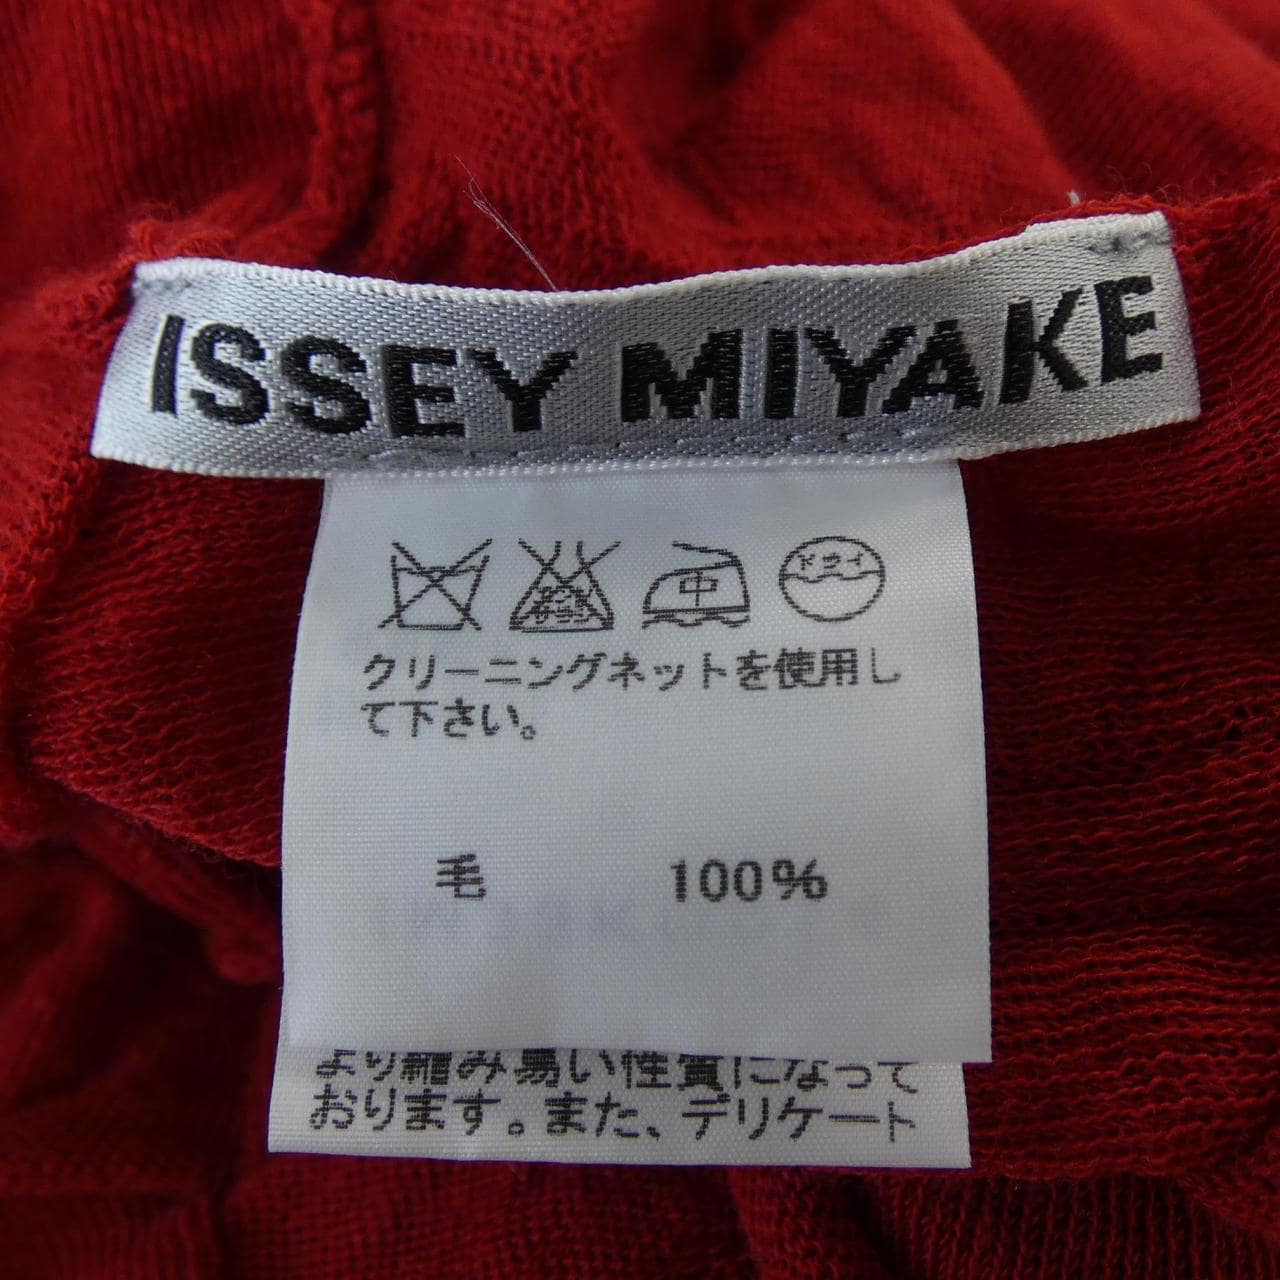 ISSEY MIYAKE
中 ドライ
クリーニングネットを使用し
て下さい。
毛 100%
より縮み易い性質になって
おります。また、デリケート